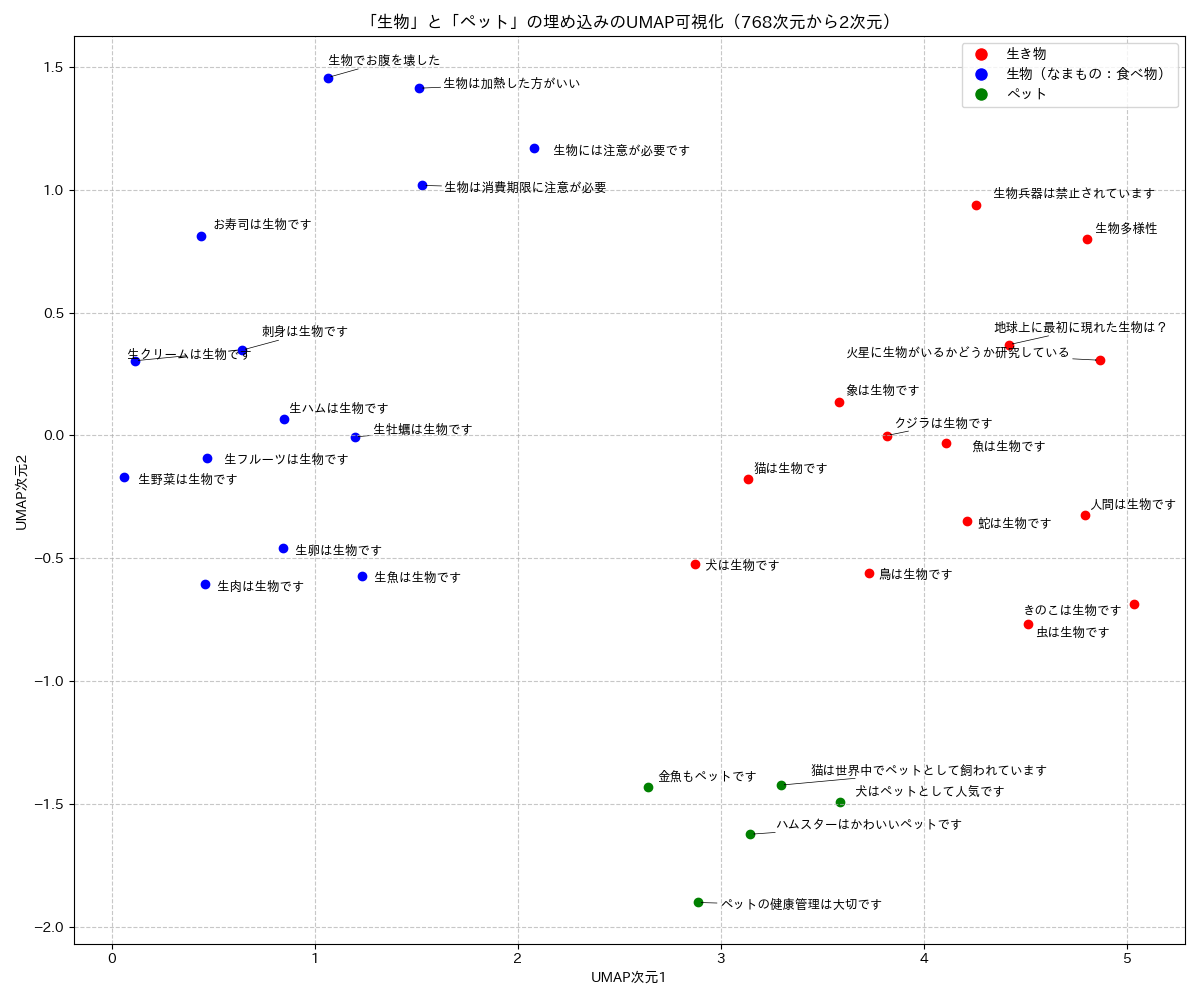 「生物」と「ペット」の埋め込みのUMAP可視化（768次元から2次元）
生き物
生物（なまもの：食べ物）
ペット
生物でお腹を壊した
生物は加熱した方がいい
生物には注意が必要です
生物は消費期限に注意が必要
生物兵器は禁止されています
生物多様性
お寿司は生物です
刺身は生物です
生クリームは生物です
地球上に最初に現れた生物は？
火星に生物がいるかどうか研究している
象は生物です
生ハムは生物です
クジラは生物です
生牡蠣は生物です
魚は生物です
生フルーツは生物です
猫は生物です
生野菜は生物です
人間は生物です
蛇は生物です
生卵は生物です
犬は生物です
鳥は生物です
生魚は生物です
生肉は生物です
きのこは生物です
虫は生物です
金魚もペットです
猫は世界中でペットとして飼われています
犬はペットとして人気です
ハムスターはかわいいペットです
ペットの健康管理は大切です
1.5
1.0
0.5
0.0
−0.5
−1.0
−1.5
−2.0
UMAP次元2
0 1 2 3 4 5
UMAP次元1